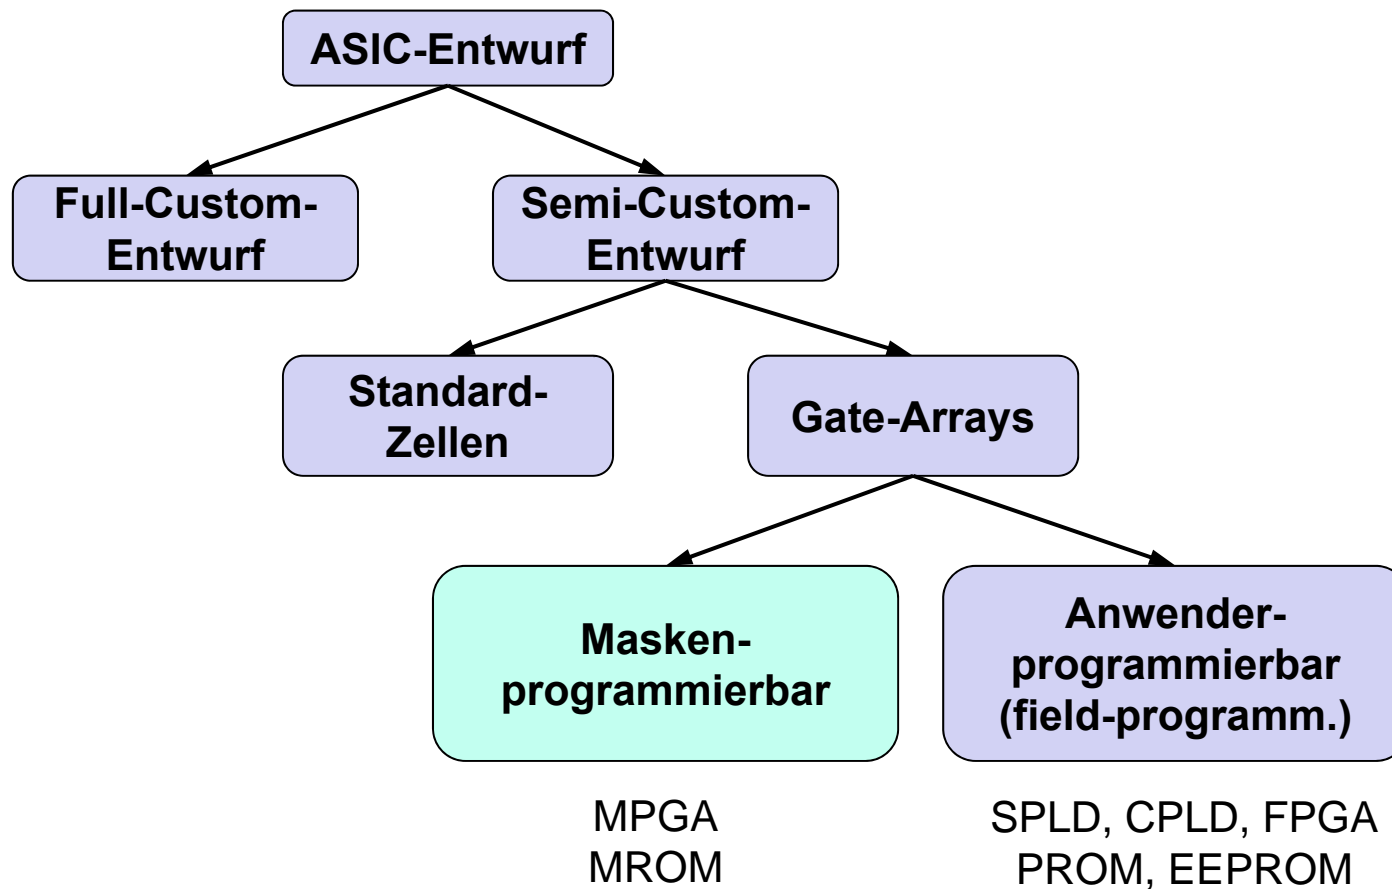 ASIC-Entwurf
Full-Custom-
Entwurf
Semi-Custom-
Entwurf
Standard-
Zellen
Gate-Arrays
Masken-
programmierbar
Anwender-
programmierbar
(field-programm.)
MPGA
MROM
SPLD, CPLD, FPGA
PROM, EEPROM